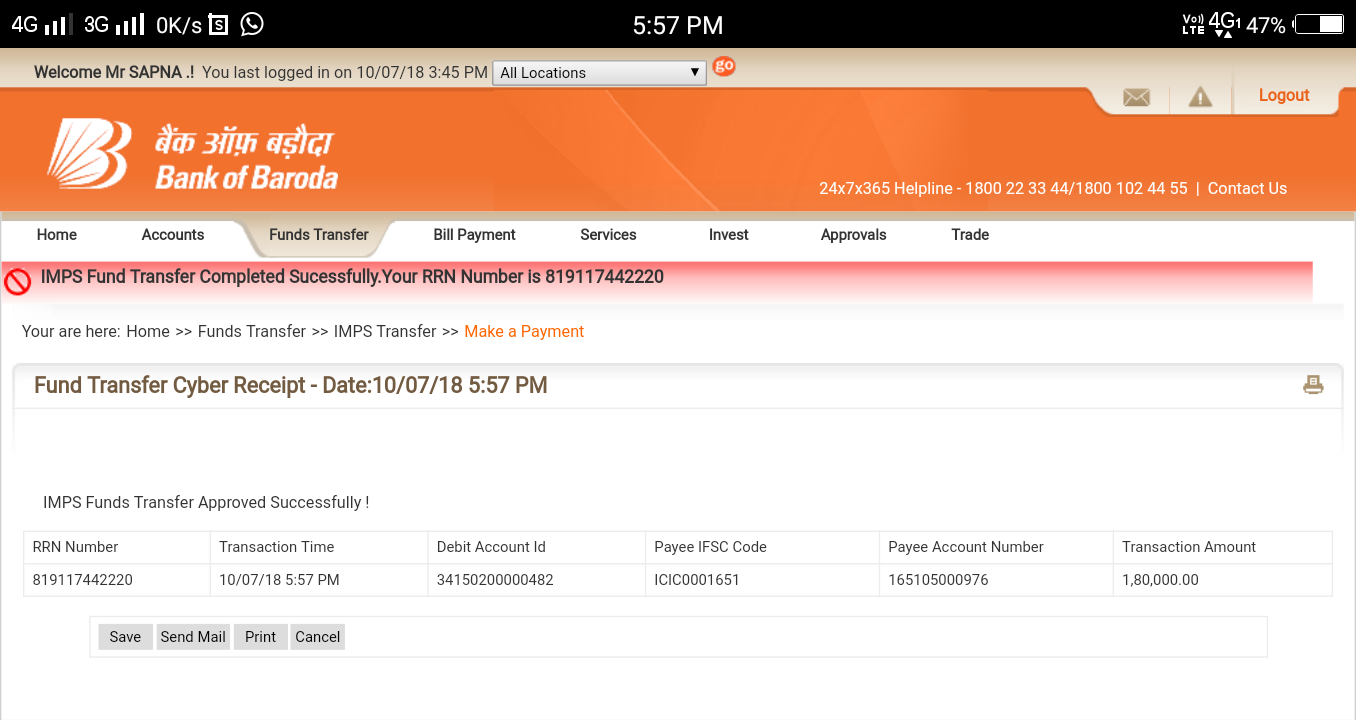 4G 3G 0K/s S 5:57 PM Vo)) LTE 4G1 47%
Welcome Mr SAPNA .! You last logged in on 10/07/18 3:45 PM All Locations go
Logout
बैंक ऑफ़ बड़ौदा
Bank of Baroda
24x7x365 Helpline - 1800 22 33 44/1800 102 44 55 | Contact Us
Home Accounts Funds Transfer Bill Payment Services Invest Approvals Trade
IMPS Fund Transfer Completed Sucessfully.Your RRN Number is 819117442220
Your are here: Home >> Funds Transfer >> IMPS Transfer >> Make a Payment
Fund Transfer Cyber Receipt - Date:10/07/18 5:57 PM
IMPS Funds Transfer Approved Successfully !
RRN Number Transaction Time Debit Account Id Payee IFSC Code Payee Account Number Transaction Amount
819117442220 10/07/18 5:57 PM 34150200000482 ICIC0001651 165105000976 1,80,000.00
Save Send Mail Print Cancel